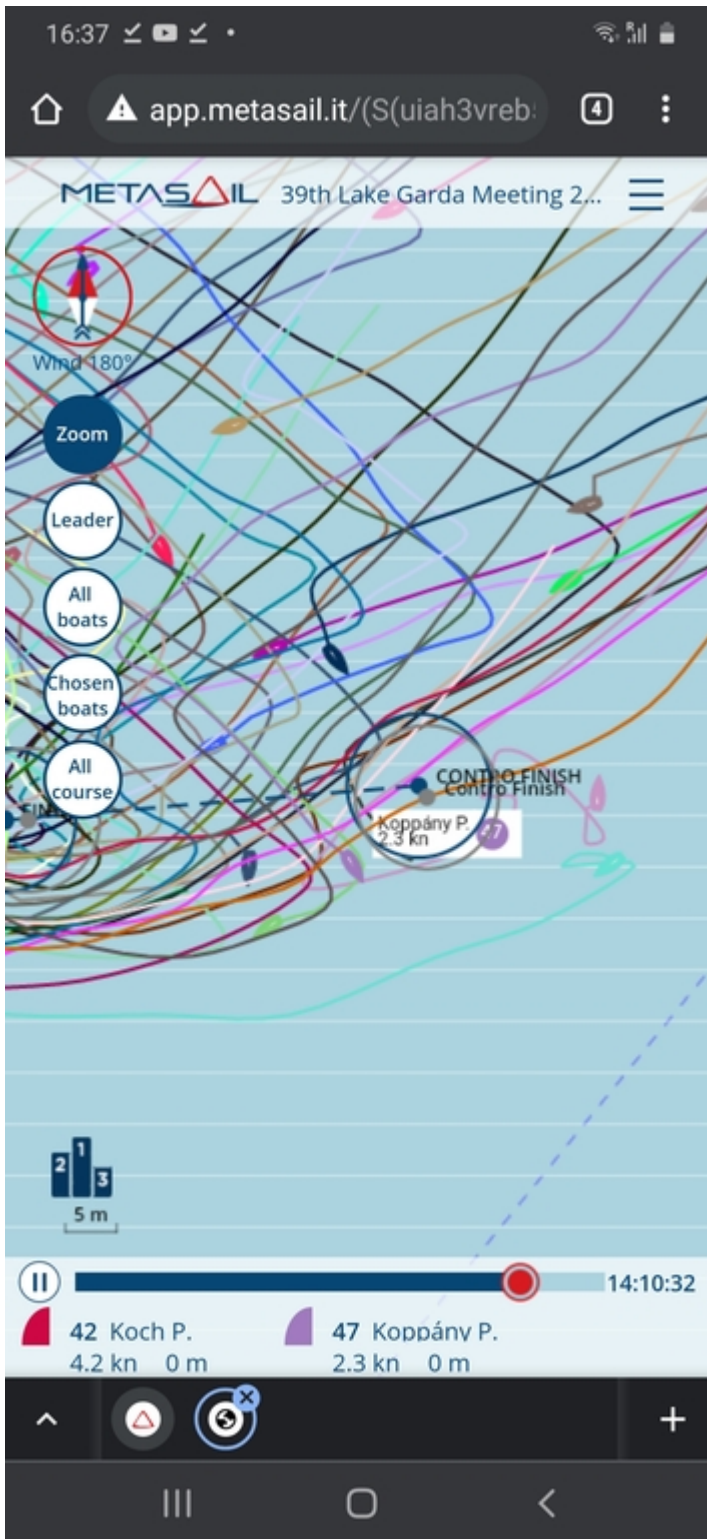 16:37
app.metasail.it/(S(uiah3vreb
4
METASAIL 39th Lake Garda Meeting 2...
Wind 180°
Zoom
Leader
All
boats
Chosen
boats
All
course
CONTRO FINISH
Contro Finish
Koppány P.
2.3 kn
47
1
2
3
5 m
14:10:32
42 Koch P.
4.2 kn 0 m
47 Koppány P.
2.3 kn 0 m